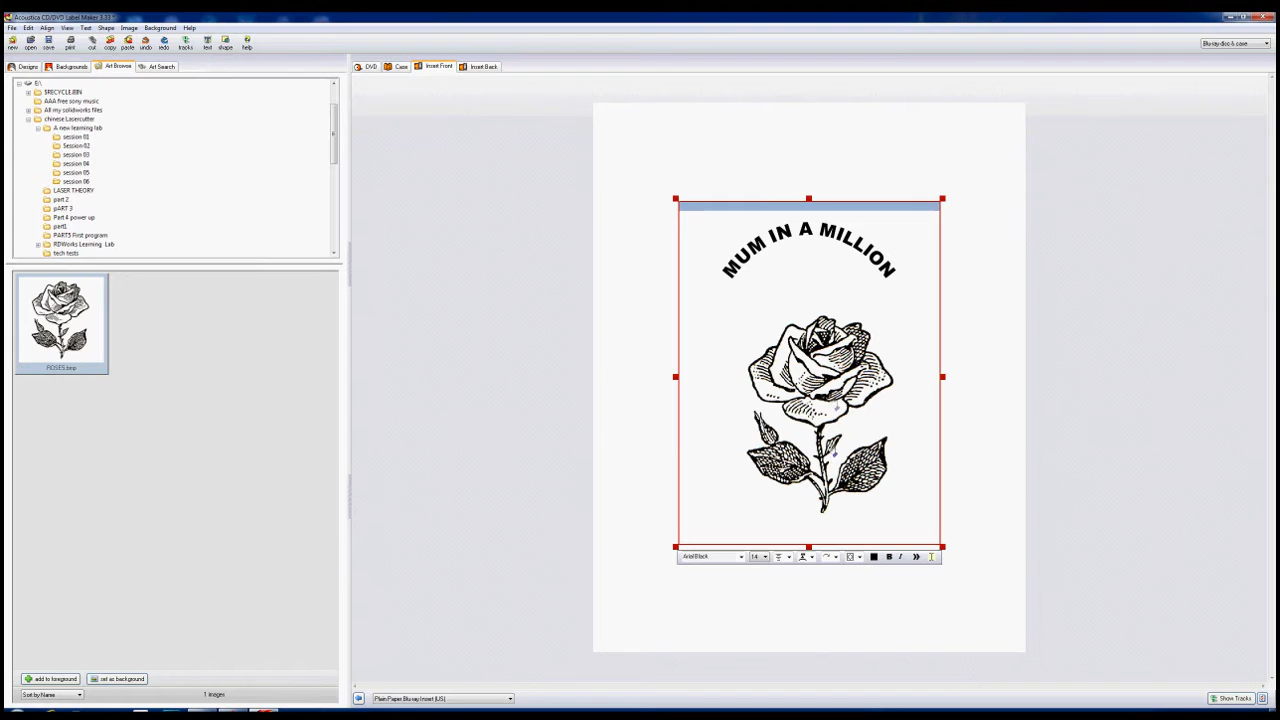 Acoustica CD/DVD Label Maker 3.33
File Edit Align View Text Shape Image Background Help
new open save print cut copy paste undo redo tracks text shape help
Blu-ray disc & case
Designs Backgrounds Art Browse Art Search
DVD Case Insert Front Insert Back
E:\
$RECYCLE.BIN
AAA free sony music
All my solidworks files
chinese Lasercutter
A new learning lab
session 01
Session 02
session 03
session 04
session 05
session 06
LASER THEORY
part 2
pART 3
Part 4 power up
part1
PART5 First program
RDWorks Learning Lab
tech tests
MUM IN A MILLION
ROSES.bmp
Arial Black 14
add to foreground set as background
Sort by Name 1 images
Plain Paper Blu-ray Insert (US)
Show Tracks